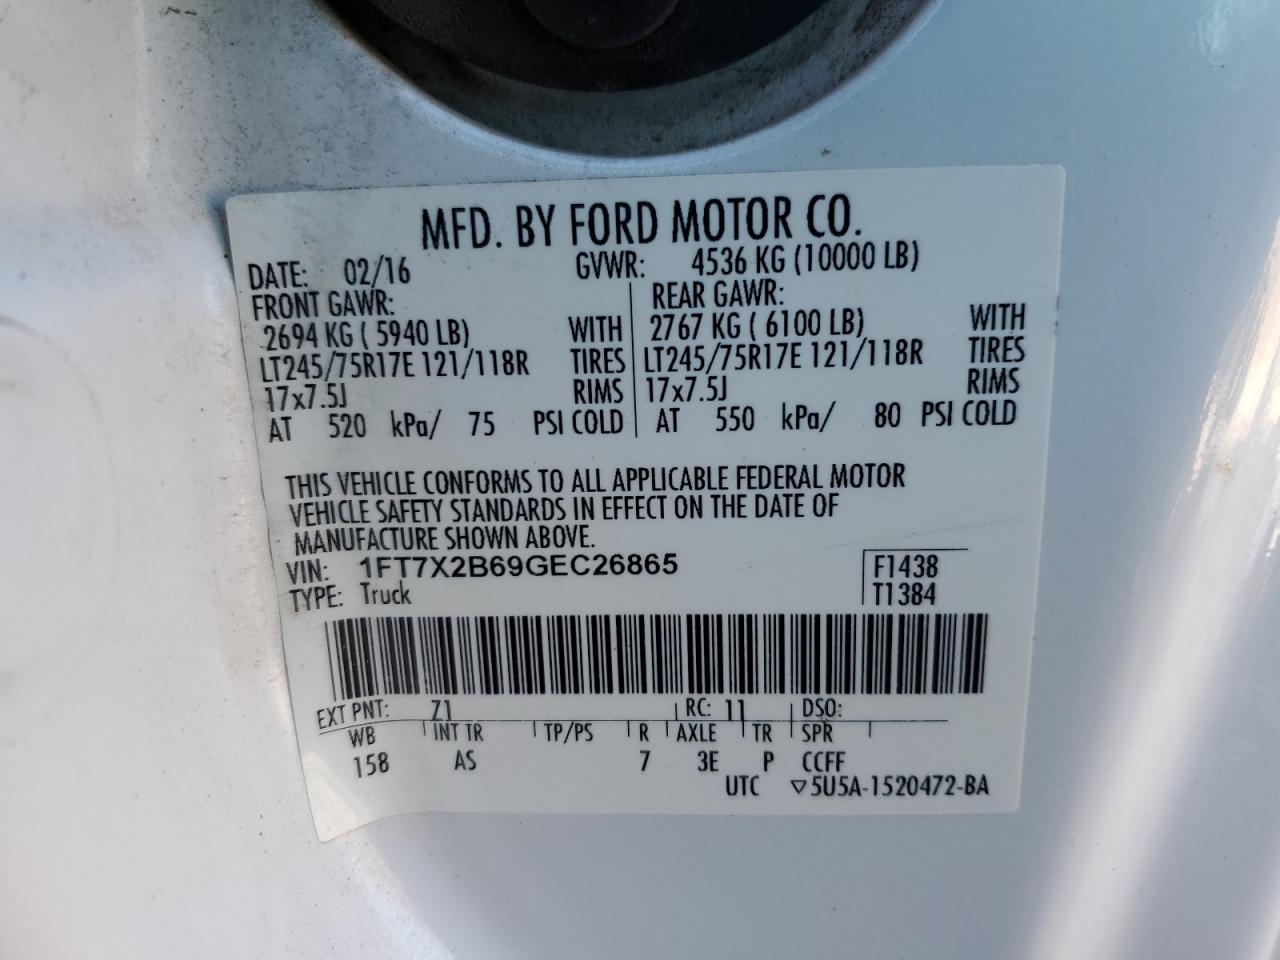 MFD. BY FORD MOTOR CO.
DATE: 02/16 GVWR: 4536 KG (10000 LB)
FRONT GAWR: REAR GAWR:
2694 KG ( 5940 LB) WITH 2767 KG ( 6100 LB) WITH
LT245/75R17E 121/118R TIRES LT245/75R17E 121/118R TIRES
17x7.5J RIMS 17x7.5J RIMS
AT 520 kPa/ 75 PSI COLD AT 550 kPa/ 80 PSI COLD
THIS VEHICLE CONFORMS TO ALL APPLICABLE FEDERAL MOTOR
VEHICLE SAFETY STANDARDS IN EFFECT ON THE DATE OF
MANUFACTURE SHOWN ABOVE.
VIN: 1FT7X2B69GEC26865 F1438
TYPE: Truck T1384
EXT PNT: Z1 RC: 11 DSO:
WB INT TR TP/PS R AXLE TR SPR
158 AS 7 3E P CCFF
UTC ▽5U5A-1520472-BA